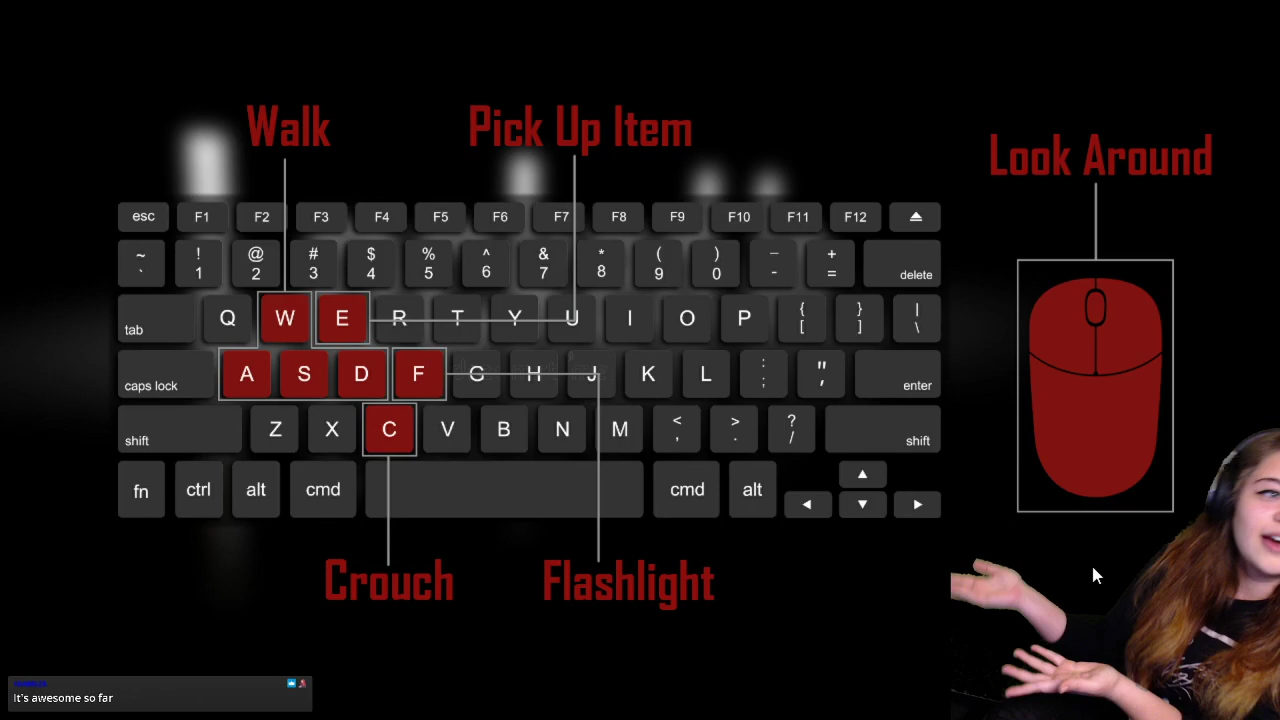 Walk
Pick Up Item
Look Around
esc F1 F2 F3 F4 F5 F6 F7 F8 F9 F10 F11 F12
~ ! @ # $ % ^ & * ( ) — +
` 1 2 3 4 5 6 7 8 9 0 - = delete
tab Q W E R T Y U I O P { [ } ] | \
caps lock A S D F G H J K L : ; " , enter
shift Z X C V B N M < , > . ? / shift
fn ctrl alt cmd cmd alt
Crouch
Flashlight
It's awesome so far